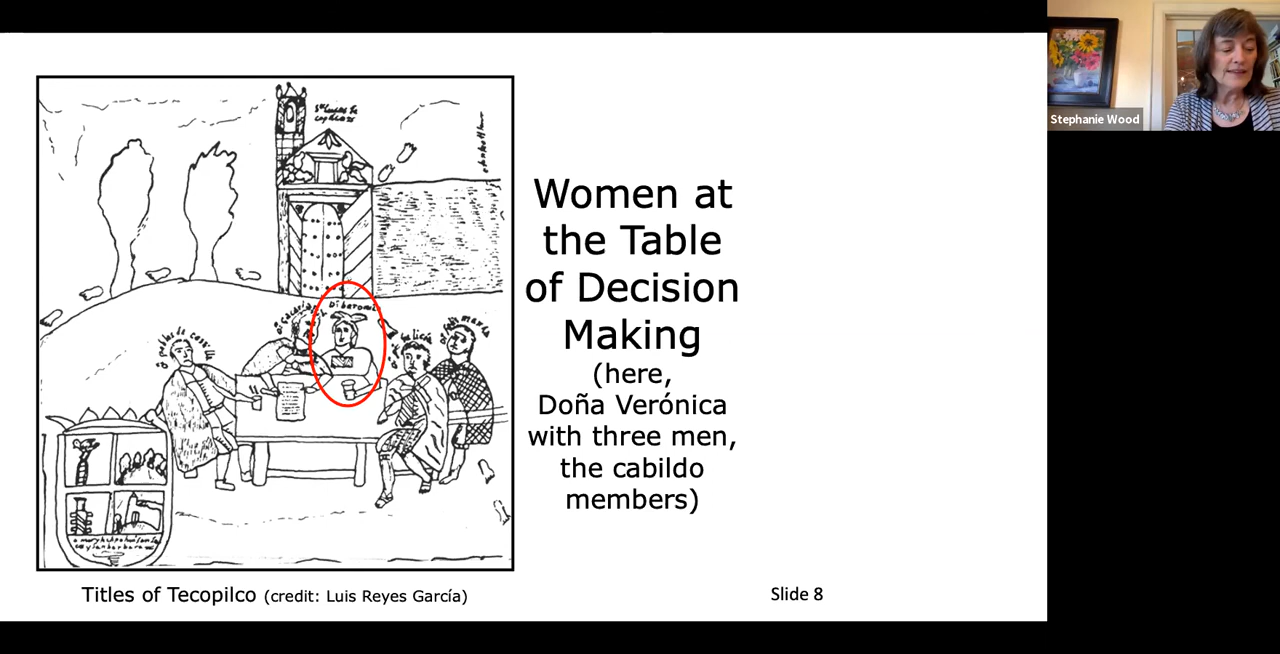 Stephanie Wood
Women at
the Table
of Decision
Making
(here,
Doña Verónica
with three men,
the cabildo
members)
Titles of Tecopilco (credit: Luis Reyes García)
Slide 8